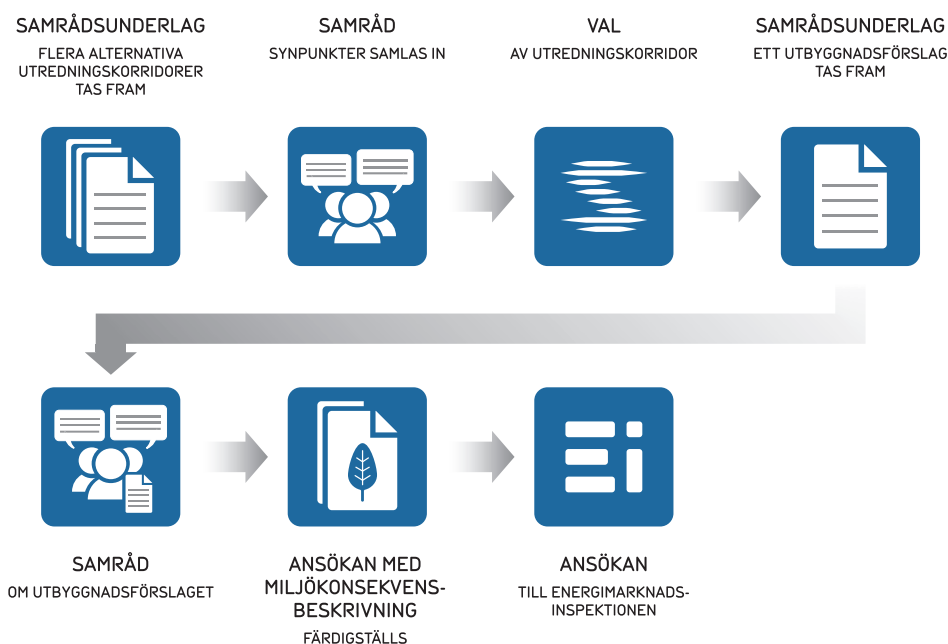 SAMRÅDSUNDERLAG
FLERA ALTERNATIVA
UTREDNINGSKORRIDORER
TAS FRAM
SAMRÅD
SYNPUNKTER SAMLAS IN
VAL
AV UTREDNINGSKORRIDOR
SAMRÅDSUNDERLAG
ETT UTBYGGNADSFÖRSLAG
TAS FRAM
SAMRÅD
OM UTBYGGNADSFÖRSLAGET
ANSÖKAN MED
MILJÖKONSEKVENS-
BESKRIVNING
FÄRDIGSTÄLLS
Ei
ANSÖKAN
TILL ENERGIMARKNADS-
INSPEKTIONEN